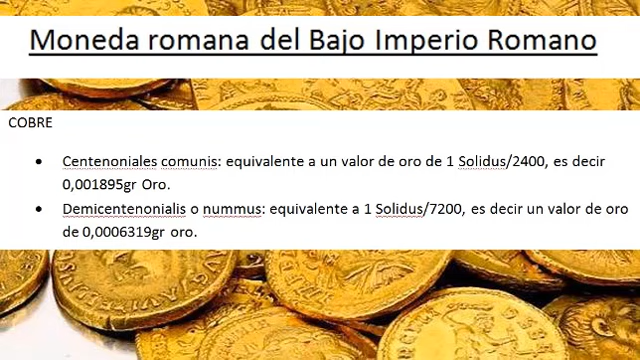 Moneda romana del Bajo Imperio Romano
COBRE
• Centenoniales comunis: equivalente a un valor de oro de 1 Solidus/2400, es decir
0,001895gr Oro.
• Demicentenonialis o nummus: equivalente a 1 Solidus/7200, es decir un valor de oro
de 0,0006319gr oro.